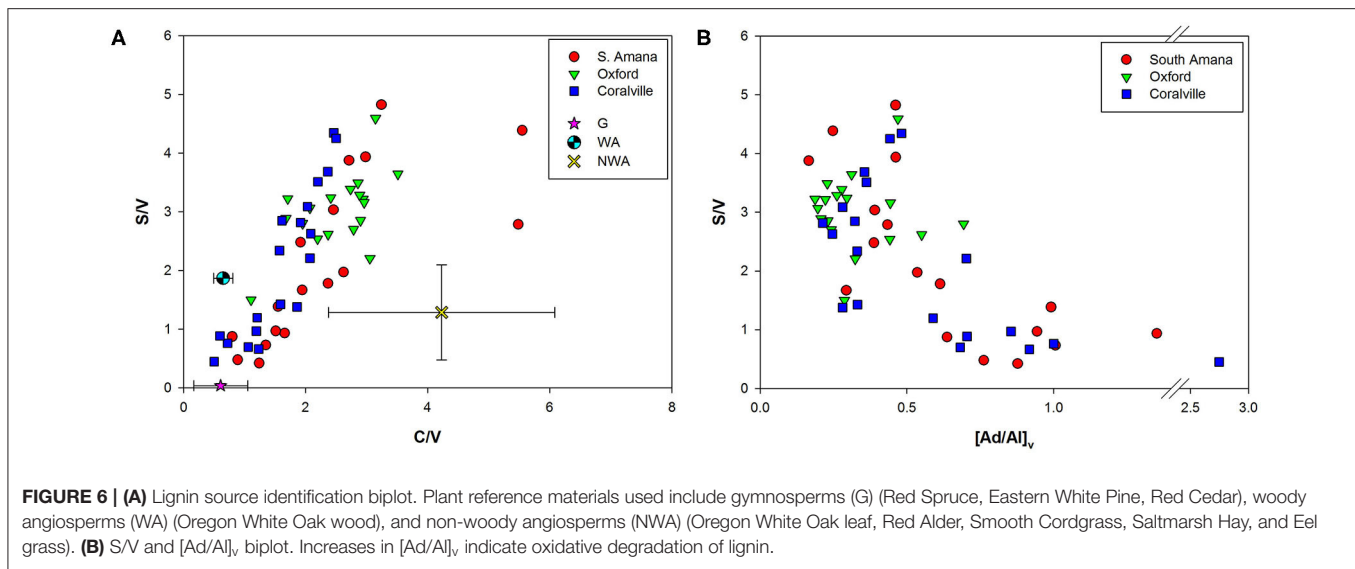 A
S/V
6
5
4
3
2
1
0
0 2 4 6 8
C/V
S. Amana
Oxford
Coralville
G
WA
NWA
B
S/V
6
5
4
3
2
1
0
0.0 0.5 1.0 2.5 3.0
[Ad/Al]v
South Amana
Oxford
Coralville
FIGURE 6 | (A) Lignin source identification biplot. Plant reference materials used include gymnosperms (G) (Red Spruce, Eastern White Pine, Red Cedar), woody
angiosperms (WA) (Oregon White Oak wood), and non-woody angiosperms (NWA) (Oregon White Oak leaf, Red Alder, Smooth Cordgrass, Saltmarsh Hay, and Eel
grass). (B) S/V and [Ad/Al]v biplot. Increases in [Ad/Al]v indicate oxidative degradation of lignin.